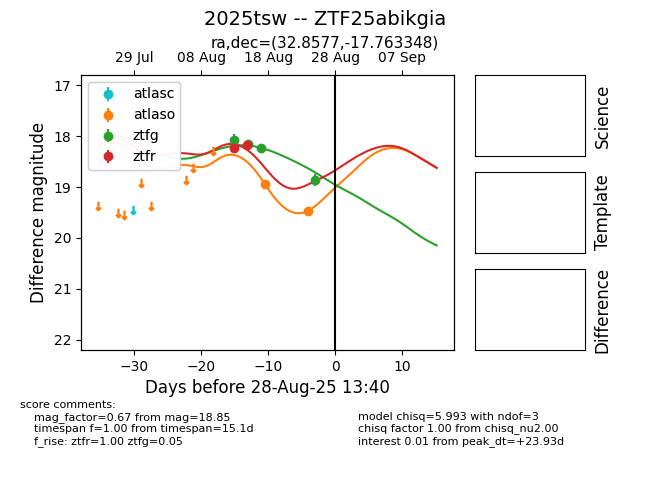 2025tsw -- ZTF25abikgia
ra,dec=(32.8577,-17.763348)
29 Jul 08 Aug 18 Aug 28 Aug 07 Sep
atlasc
atlaso
ztfg
ztfr
17
18
19
20
21
22
Difference magnitude
−30 −20 −10 0 10
Days before 28-Aug-25 13:40
Science
Template
Difference
score comments:
mag_factor=0.67 from mag=18.85
timespan f=1.00 from timespan=15.1d
f_rise: ztfr=1.00 ztfg=0.05
model chisq=5.993 with ndof=3
chisq factor 1.00 from chisq_nu2.00
interest 0.01 from peak_dt=+23.93d